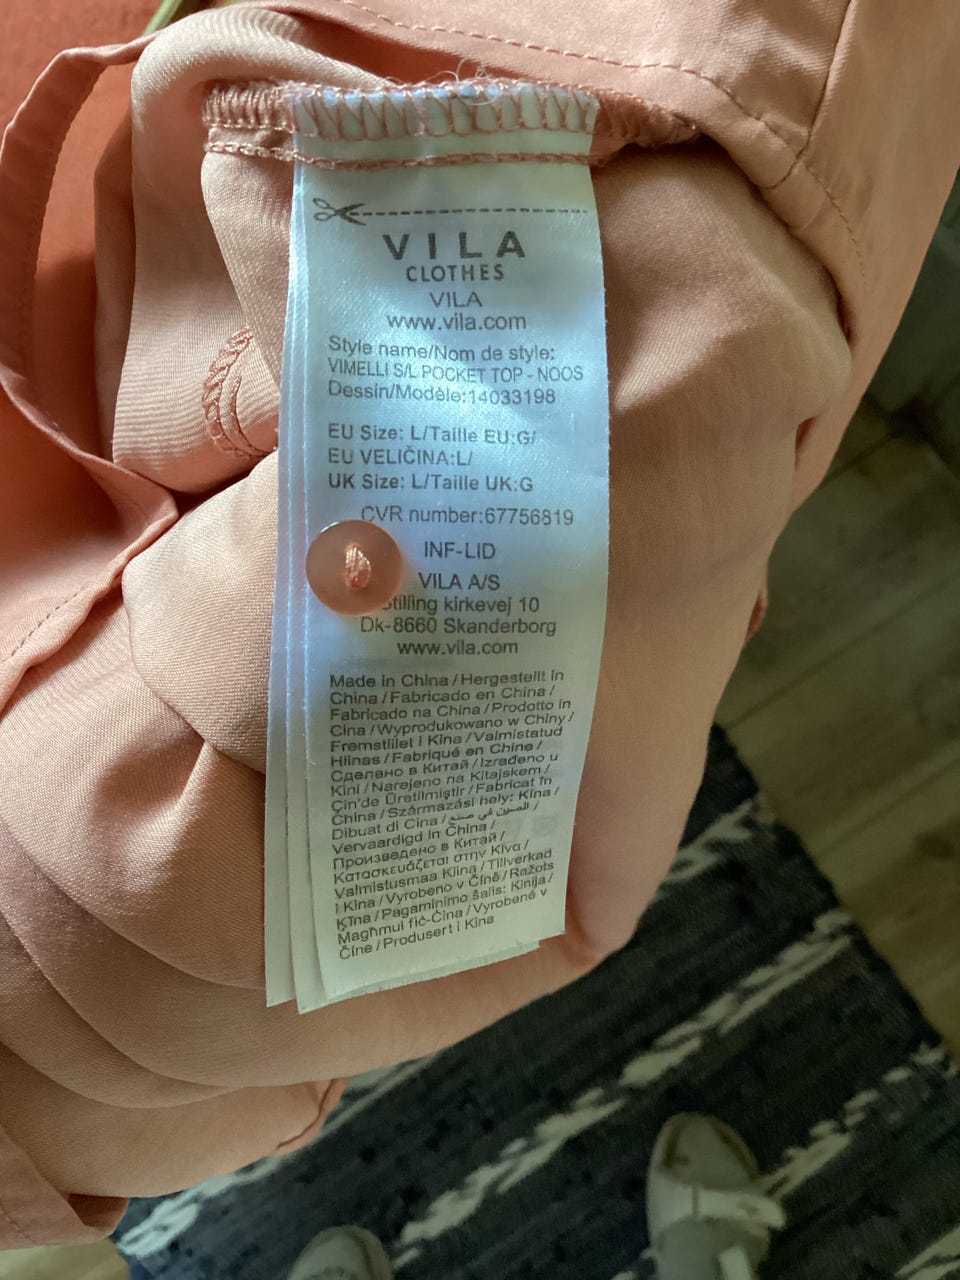 VILA
CLOTHES
VILA
www.vila.com
Style name/Nom de style:
VIMELLI S/L POCKET TOP - NOOS
Dessin/Modèle:14033198
EU Size: L/Taille EU:G/
EU VELIČINA:L/
UK Size: L/Taille UK:G
CVR number:67756819
INF-LID
VILA A/S
kirkevej 10
Dk-8660 Skanderborg
www.vila.com
Made in China / Hergestellt in
China / Fabricado en China /
Fabricado na China / Prodotto in
Cina / Wyprodukowano w Chiny /
Fremstillet i Kina / Valmistatud
Hiinas / Fabriqué en Chine /
Сделано в Китай / Izrađeno u
Kini / Narejeno na Kitajskem /
Çin'de Üretilmiştir / Fabricat în
China / Származási hely: Kína /
Dibuat di Cina / الصين في صنع /
Vervaardigd in China /
Произведено в Китай /
Κατασκευάζεται στην Κίνα /
Valmistusmaa Kiina / Tillverkad
i Kina / Vyrobeno v Číně / Ražots
Ķīna / Pagaminimo šalis: Kinija /
Magħmul fiċ-Ċina / Vyrobené v
Číne / Produsert i Kina